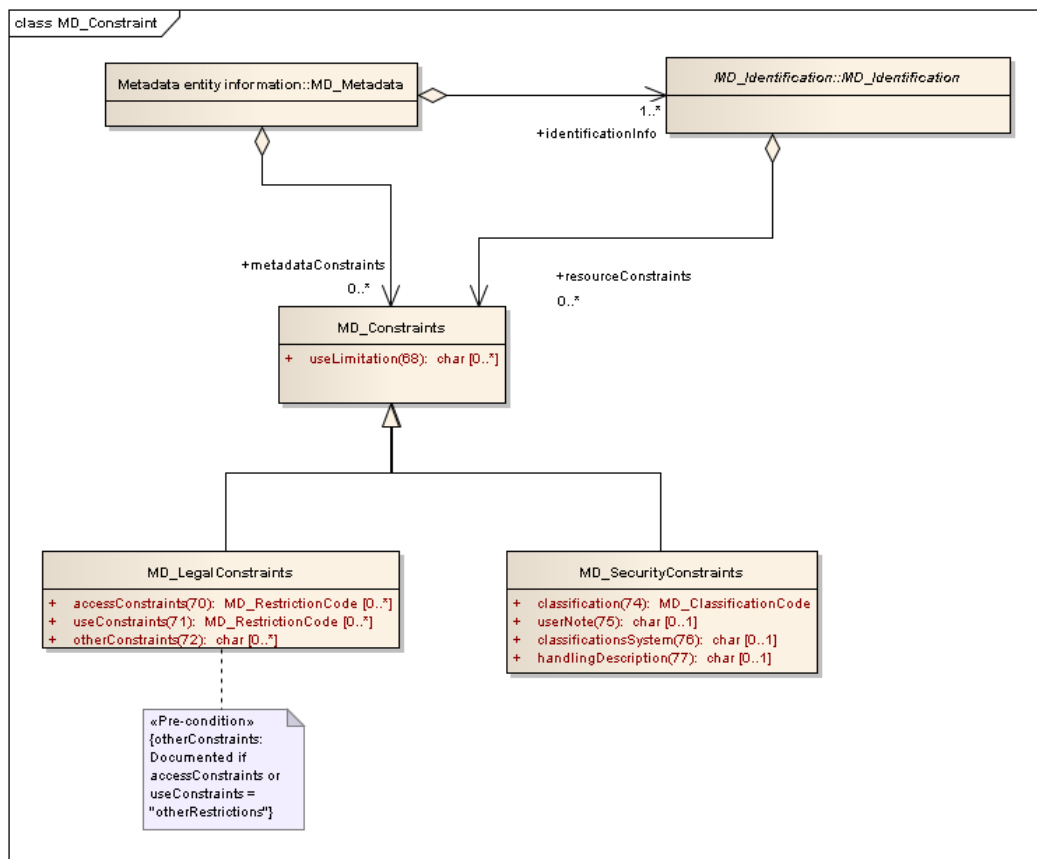 class MD_Constraint
Metadata entity information::MD_Metadata
MD_Identification::MD_Identification
1..*
+identificationInfo
+metadataConstraints
0..*
+resourceConstraints
0..*
MD_Constraints
+ useLimitation(68): char [0..*]
MD_LegalConstraints
+ accessConstraints(70): MD_RestrictionCode [0..*]
+ useConstraints(71): MD_RestrictionCode [0..*]
+ otherConstraints(72): char [0..*]
MD_SecurityConstraints
+ classification(74): MD_ClassificationCode
+ userNote(75): char [0..1]
+ classificationsSystem(76): char [0..1]
+ handlingDescription(77): char [0..1]
«Pre-condition»
{otherConstraints:
Documented if
accessConstraints or
useConstraints =
"otherRestrictions"}